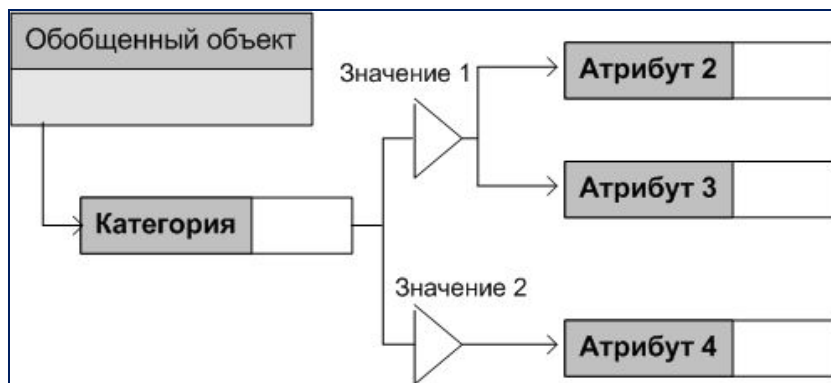 Обобщенный объект
Значение 1
Атрибут 2
Атрибут 3
Категория
Значение 2
Атрибут 4